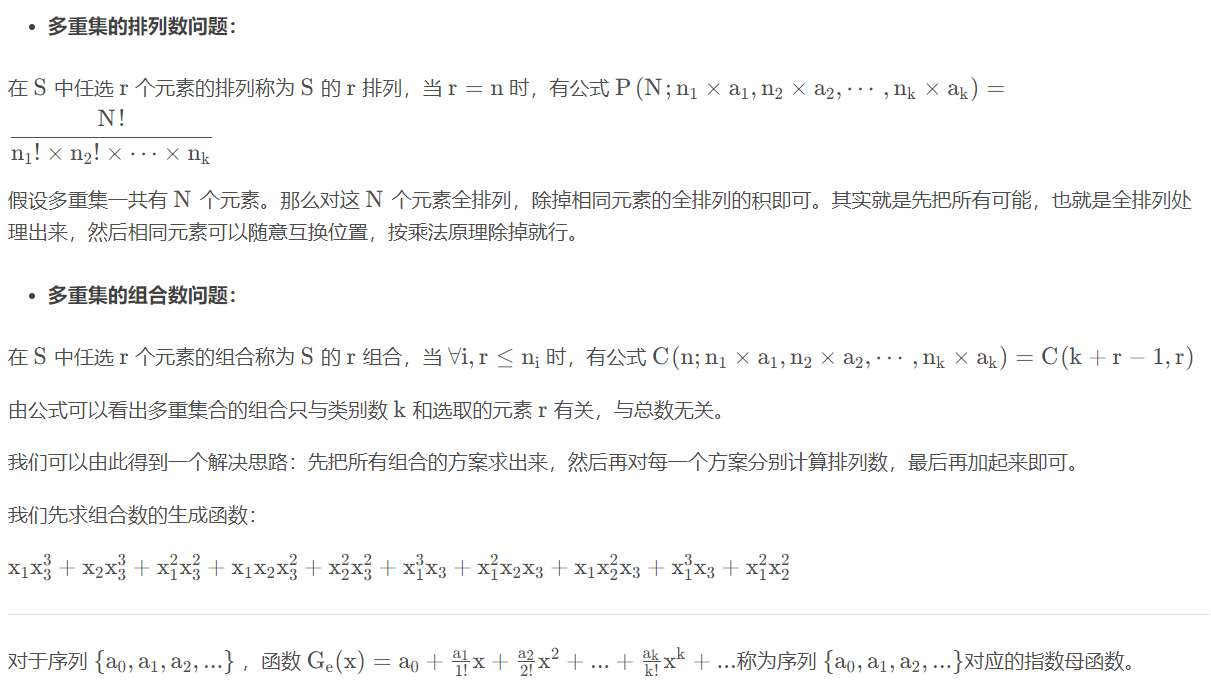 • 多重集的排列数问题：
在 S 中任选 r 个元素的排列称为 S 的 r 排列，当 r = n 时，有公式 P (N; n₁ × a₁, n₂ × a₂, ⋯ , nₖ × aₖ) =
N!
n₁! × n₂! × ⋯ × nₖ
假设多重集一共有 N 个元素。那么对这 N 个元素全排列，除掉相同元素的全排列的积即可。其实就是先把所有可能，也就是全排列处
理出来，然后相同元素可以随意互换位置，按乘法原理除掉就行。
• 多重集的组合数问题：
在 S 中任选 r 个元素的组合称为 S 的 r 组合，当 ∀i, r ≤ nᵢ 时，有公式 C(n; n₁ × a₁, n₂ × a₂, ⋯ , nₖ × aₖ) = C(k + r − 1, r)
由公式可以看出多重集合的组合只与类别数 k 和选取的元素 r 有关，与总数无关。
我们可以由此得到一个解决思路：先把所有组合的方案求出来，然后再对每一个方案分别计算排列数，最后再加起来即可。
我们先求组合数的生成函数：
x₁x₃³ + x₂x₃³ + x₁²x₃² + x₁x₂x₃² + x₂²x₃² + x₁³x₃ + x₁²x₂x₃ + x₁x₂²x₃ + x₁³x₃ + x₁²x₂²
对于序列 {a₀, a₁, a₂, ...} ，函数 Gₑ(x) = a₀ + a₁/1! x + a₂/2! x² + ... + aₖ/k! xᵏ + ...称为序列 {a₀, a₁, a₂, ...}对应的指数母函数。